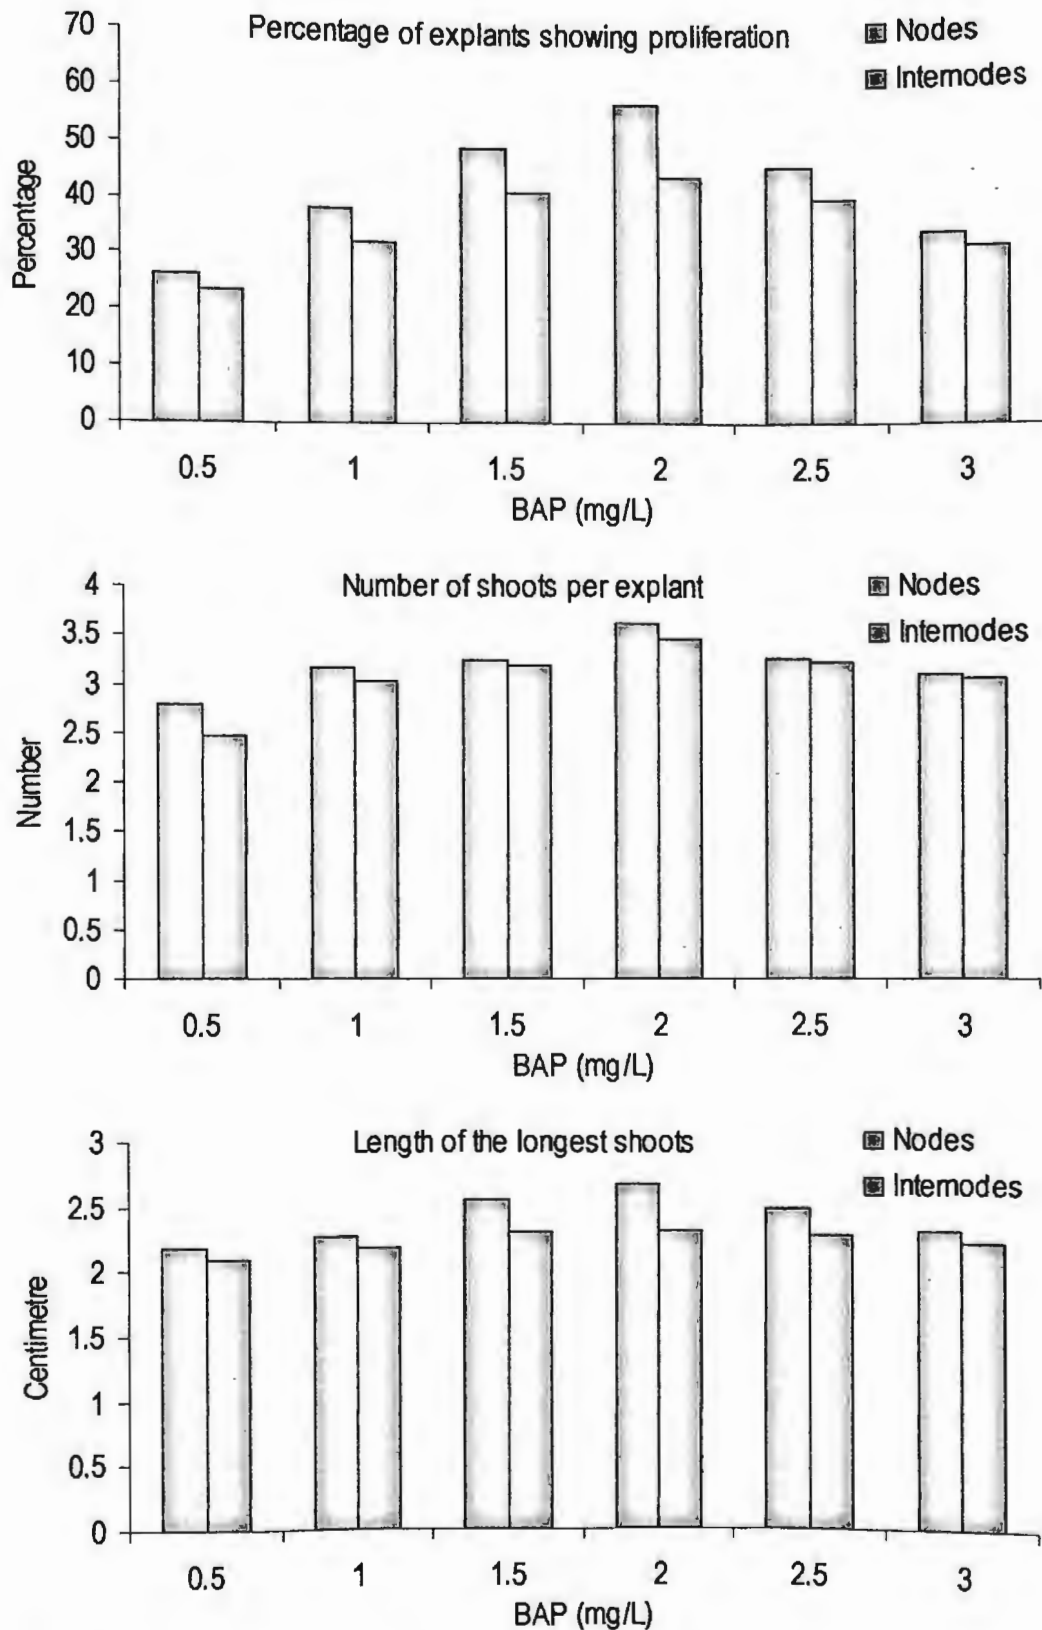 Percentage of explants showing proliferation
Nodes
Internodes
70
60
50
40
30
20
10
0
Percentage
0.5 1 1.5 2 2.5 3
BAP (mg/L)
Number of shoots per explant
Nodes
Internodes
4
3.5
3
2.5
2
1.5
1
0.5
0
Number
0.5 1 1.5 2 2.5 3
BAP (mg/L)
Length of the longest shoots
Nodes
Internodes
3
2.5
2
1.5
1
0.5
0
Centimetre
0.5 1 1.5 2 2.5 3
BAP (mg/L)